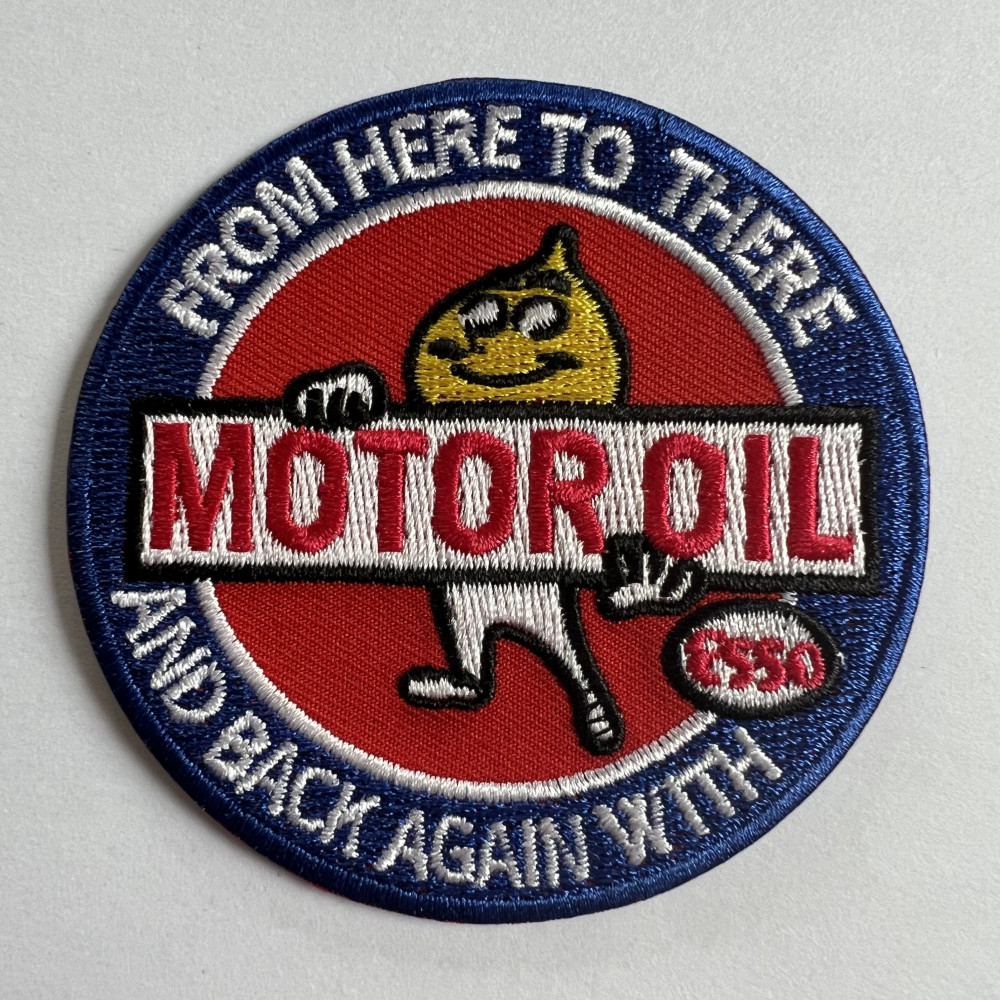 FROM HERE TO THERE
MOTOR OIL
esso
AND BACK AGAIN WITH